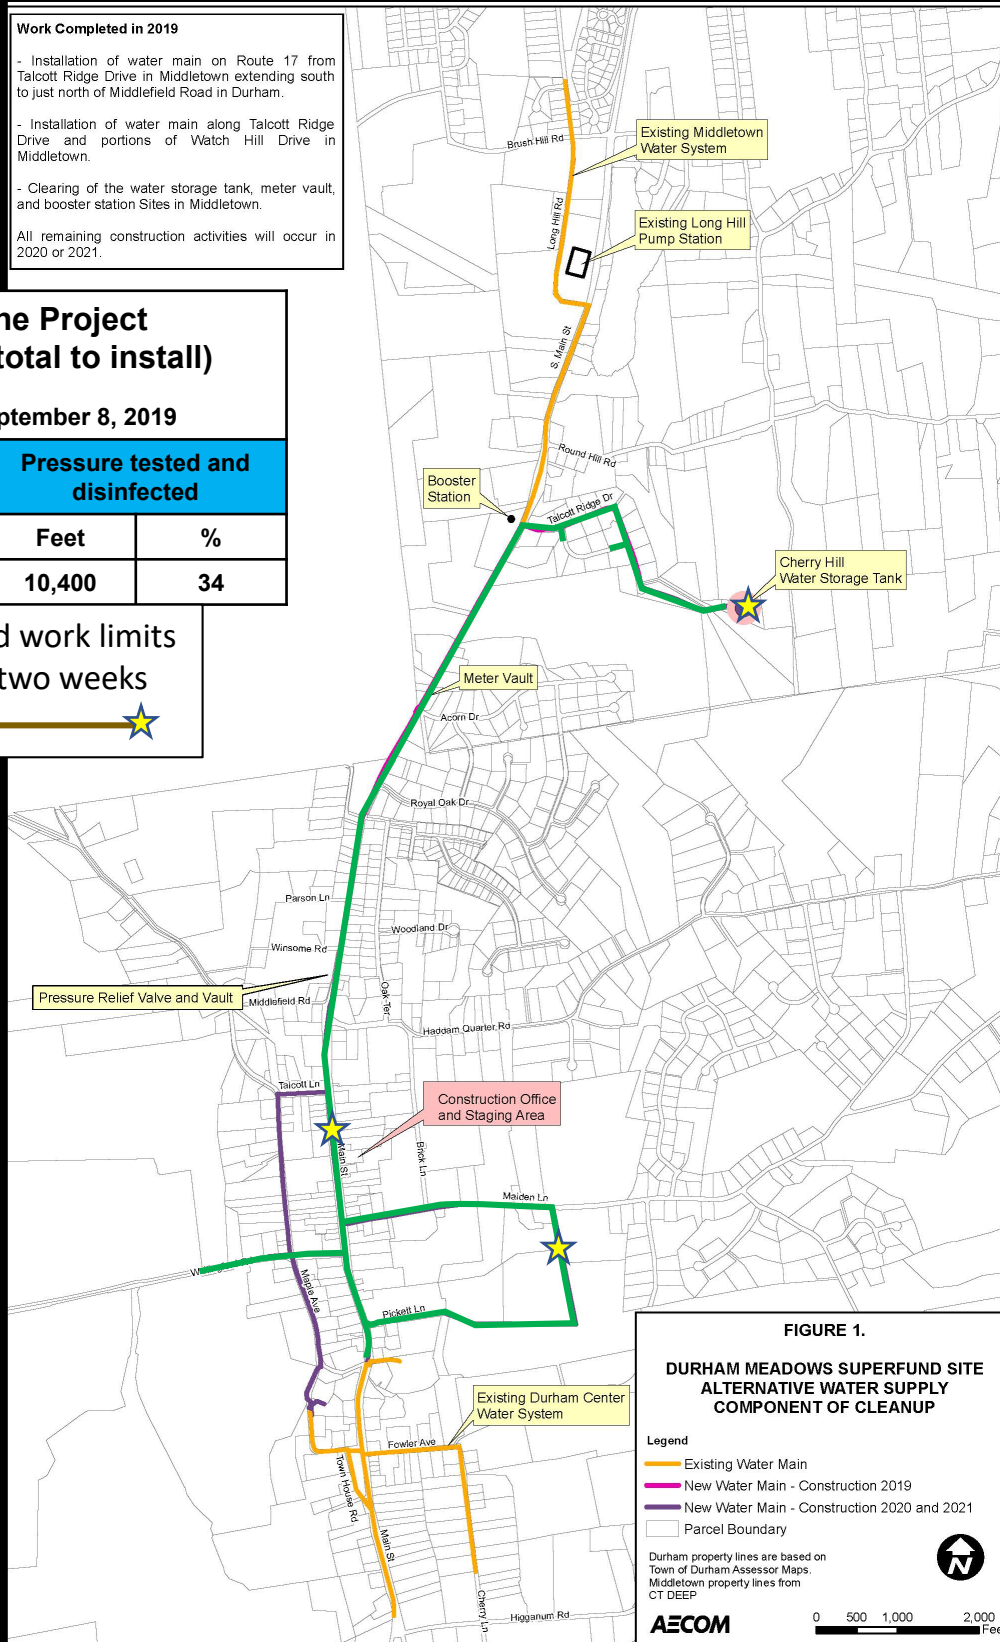 Work Completed in 2019
- Installation of water main on Route 17 from
Talcott Ridge Drive in Middletown extending south
to just north of Middlefield Road in Durham.
- Installation of water main along Talcott Ridge
Drive and portions of Watch Hill Drive in
Middletown.
- Clearing of the water storage tank, meter vault,
and booster station Sites in Middletown.
All remaining construction activities will occur in
2020 or 2021.
ne Project
total to install)
ptember 8, 2019
Pressure tested and
disinfected
Feet
%
10,400
34
d work limits
two weeks
Brush Hill Rd
Existing Middletown
Water System
Long Hill Rd
Existing Long Hill
Pump Station
S. Main St
Round Hill Rd
Booster
Station
Talcott Ridge Dr
Cherry Hill
Water Storage Tank
Meter Vault
Acorn Dr
Royal Oak Dr
Parson Ln
Woodland Dr
Winsome Rd
Pressure Relief Valve and Vault
Middlefield Rd
Oak Ter
Haddam Quarter Rd
Talcott Ln
Construction Office
and Staging Area
Main St
Brick Ln
Maiden Ln
Maple Ave
Pickett Ln
Existing Durham Center
Water System
Fowler Ave
Town House Rd
Main St
Cherry Ln
Higganum Rd
FIGURE 1.
DURHAM MEADOWS SUPERFUND SITE
ALTERNATIVE WATER SUPPLY
COMPONENT OF CLEANUP
Legend
Existing Water Main
New Water Main - Construction 2019
New Water Main - Construction 2020 and 2021
Parcel Boundary
Durham property lines are based on
Town of Durham Assessor Maps.
Middletown property lines from
CT DEEP
N
AECOM
0 500 1,000 2,000
Fee